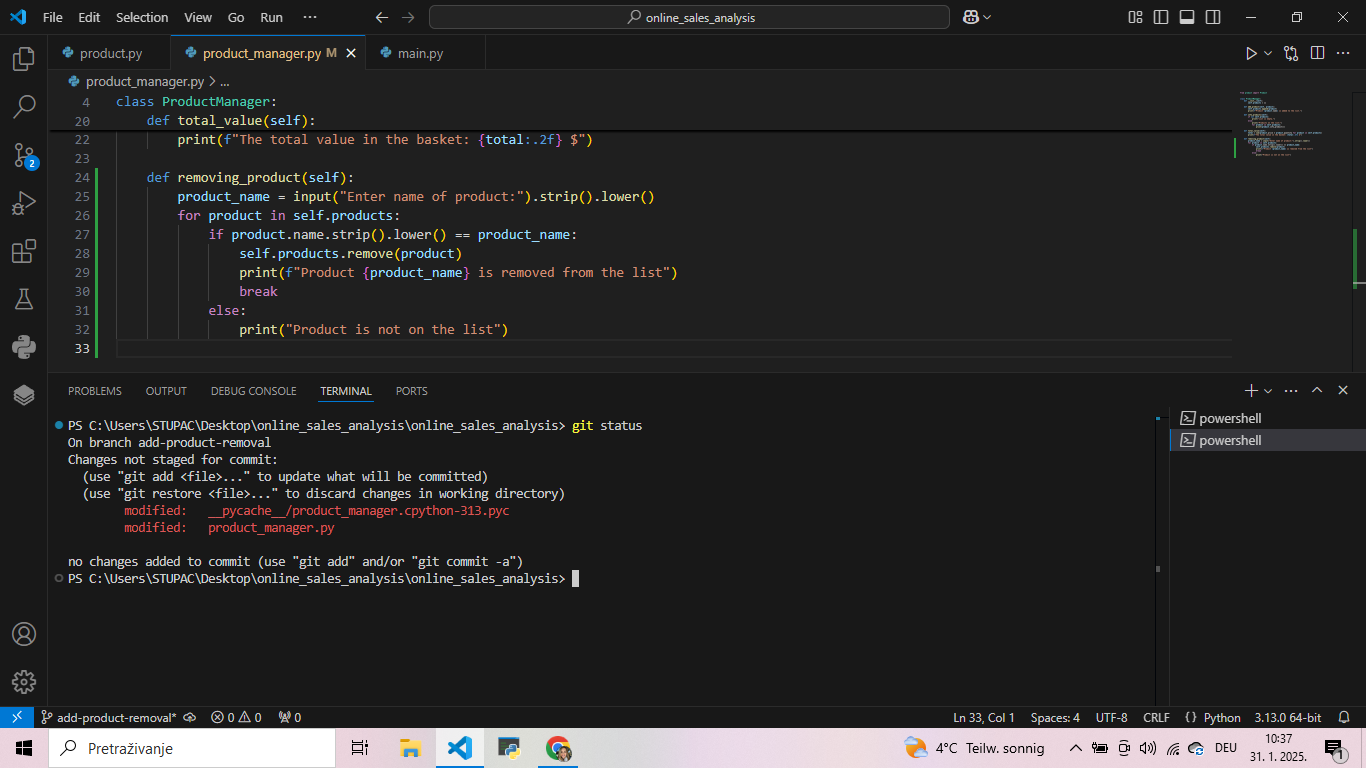 File Edit Selection View Go Run ··· online_sales_analysis
product.py product_manager.py M main.py
product_manager.py > ...
4 class ProductManager:
20 def total_value(self):
22 print(f"The total value in the basket: {total:.2f} $")
23
24 def removing_product(self):
25 product_name = input("Enter name of product:").strip().lower()
26 for product in self.products:
27 if product.name.strip().lower() == product_name:
28 self.products.remove(product)
29 print(f"Product {product_name} is removed from the list")
30 break
31 else:
32 print("Product is not on the list")
33
2
PROBLEMS OUTPUT DEBUG CONSOLE TERMINAL PORTS
powershell
powershell
PS C:\Users\STUPAC\Desktop\online_sales_analysis\online_sales_analysis> git status
On branch add-product-removal
Changes not staged for commit:
(use "git add <file>..." to update what will be committed)
(use "git restore <file>..." to discard changes in working directory)
modified: __pycache__/product_manager.cpython-313.pyc
modified: product_manager.py
no changes added to commit (use "git add" and/or "git commit -a")
PS C:\Users\STUPAC\Desktop\online_sales_analysis\online_sales_analysis>
add-product-removal* 0 0 0 Ln 33, Col 1 Spaces: 4 UTF-8 CRLF {} Python 3.13.0 64-bit
Pretraživanje 4°C Teilw. sonnig DEU 10:37
31. 1. 2025. 1